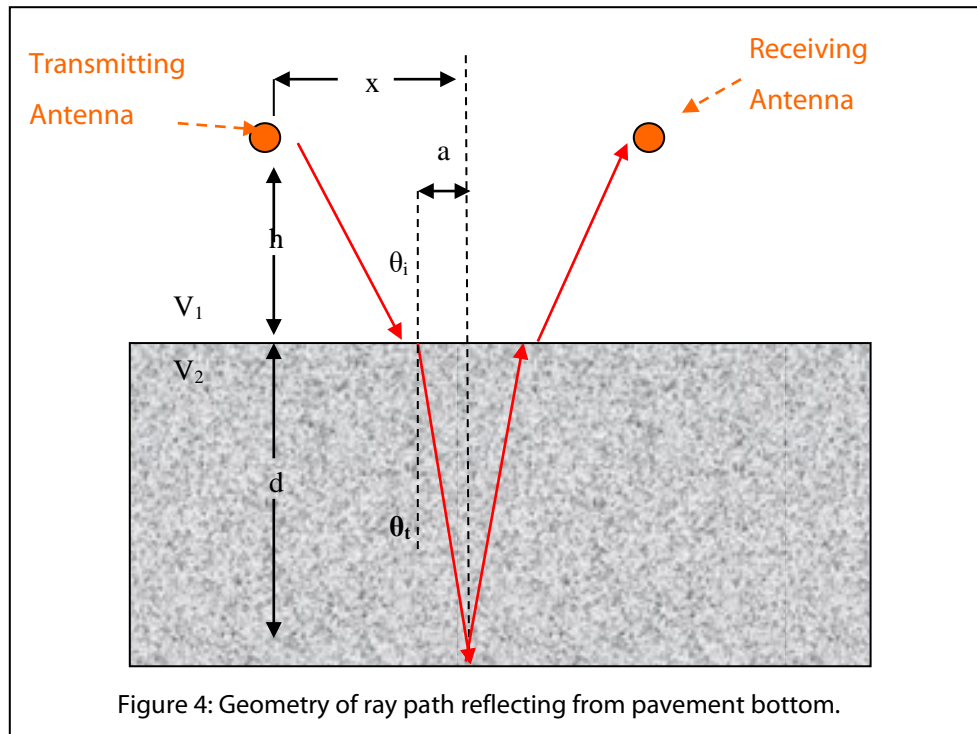 Transmitting
Antenna
x
Receiving
Antenna
a
h
θi
V1
V2
d
θt
Figure 4: Geometry of ray path reflecting from pavement bottom.